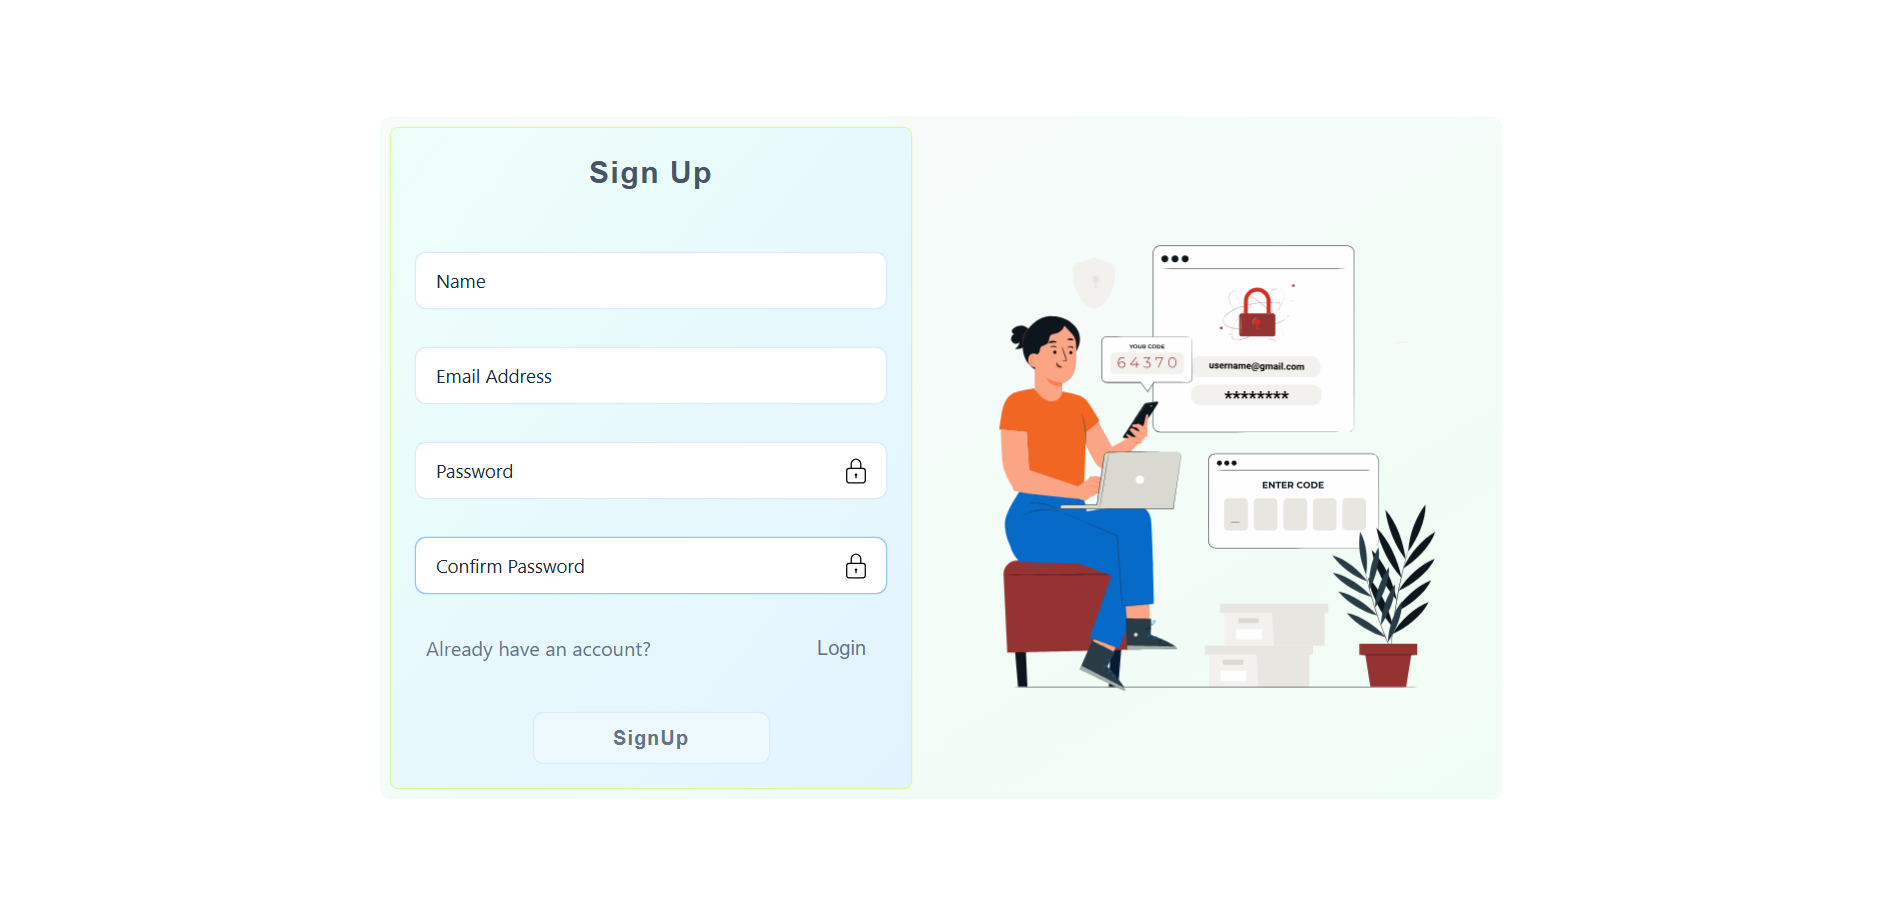 Sign Up
Name
Email Address
Password
Confirm Password
Already have an account?
Login
SignUp
YOUR CODE
64370
username@gmail.com
********
ENTER CODE